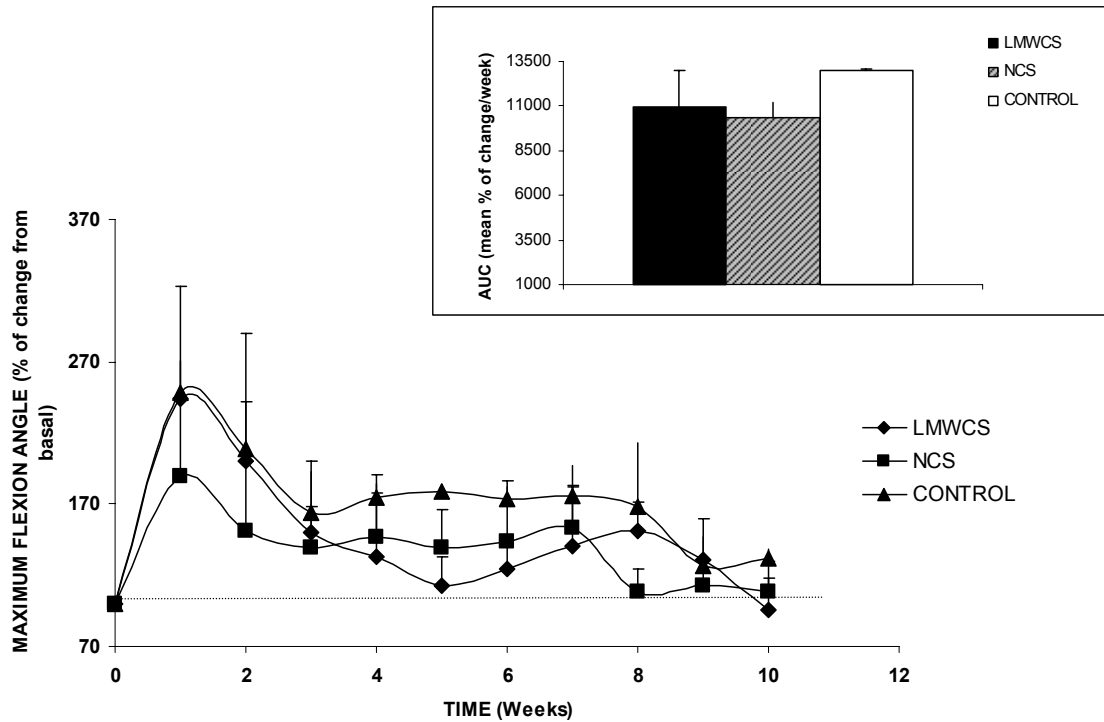 LMWCS
NCS
CONTROL
13500
11000
8500
6000
3500
1000
AUC (mean % of change/week)
370
270
170
70
MAXIMUM FLEXION ANGLE (% of change from
basal)
LMWCS
NCS
CONTROL
0
2
4
6
8
10
12
TIME (Weeks)